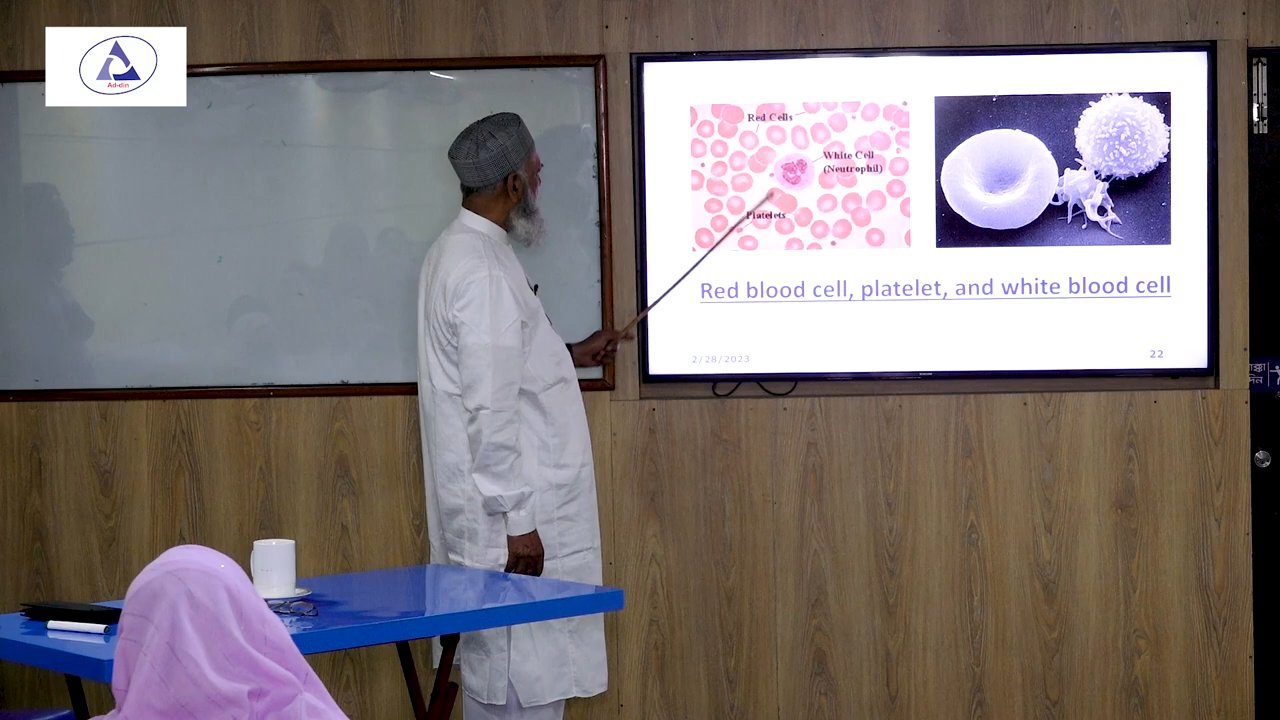 Ad-din
Red Cells
White Cell
(Neutrophil)
Platelets
Red blood cell, platelet, and white blood cell
2/28/2023
22